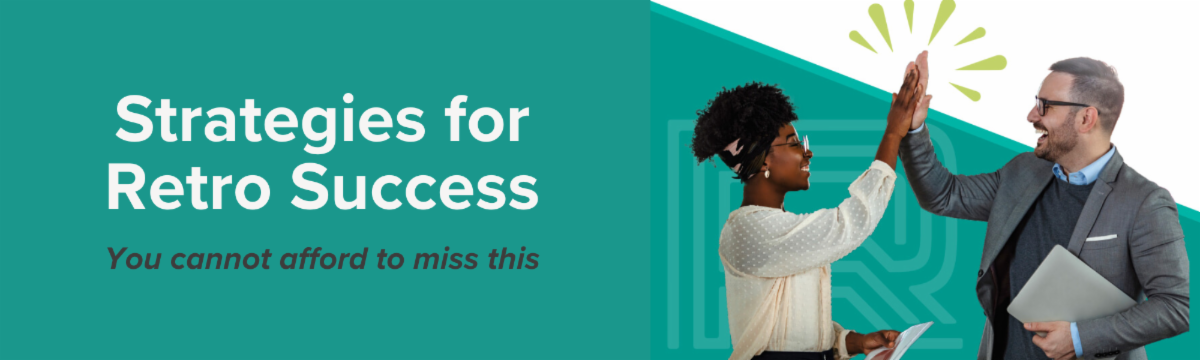 Strategies for
Retro Success
You cannot afford to miss this